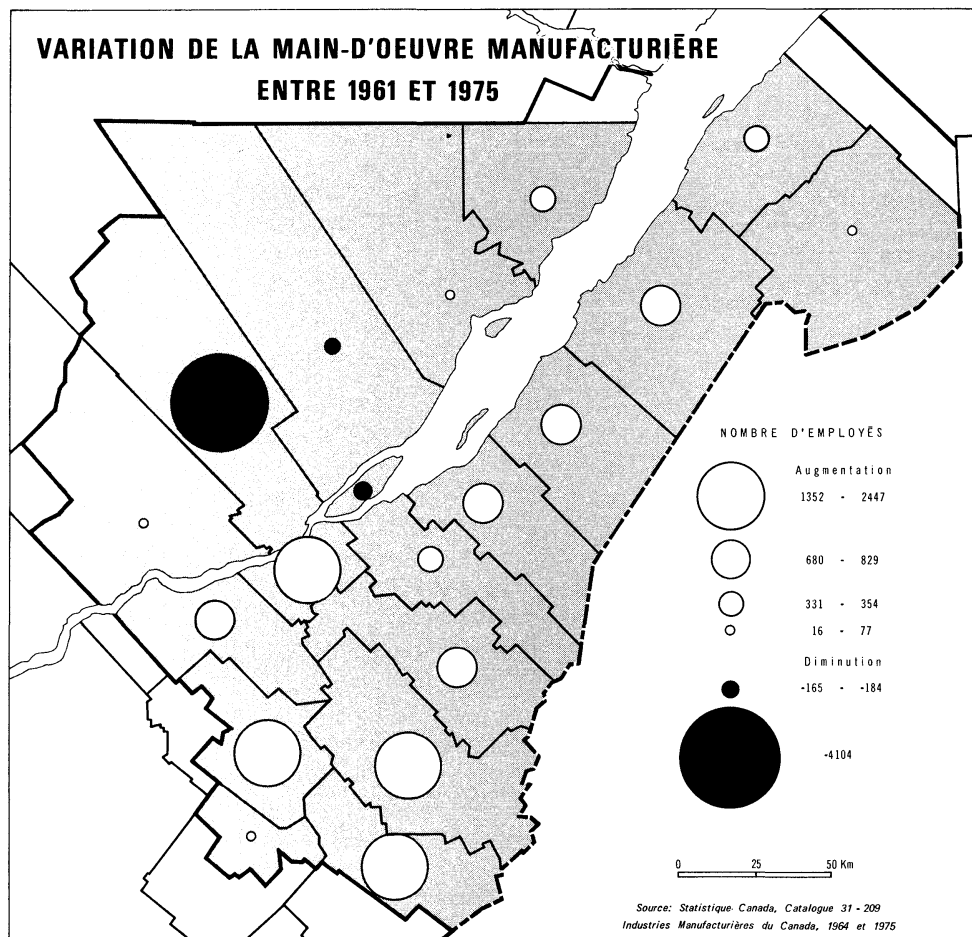 VARIATION DE LA MAIN-D'OEUVRE MANUFACTURIĒRE
ENTRE 1961 ET 1975
NOMBRE D'EMPLOYĒS
Augmentation
1352 - 2447
680 - 829
331 - 354
16 - 77
Diminution
-165 - -184
-4104
0 25 50 Km
Source: Statistique Canada, Catalogue 31 - 209
Industries Manufacturières du Canada, 1964 et 1975